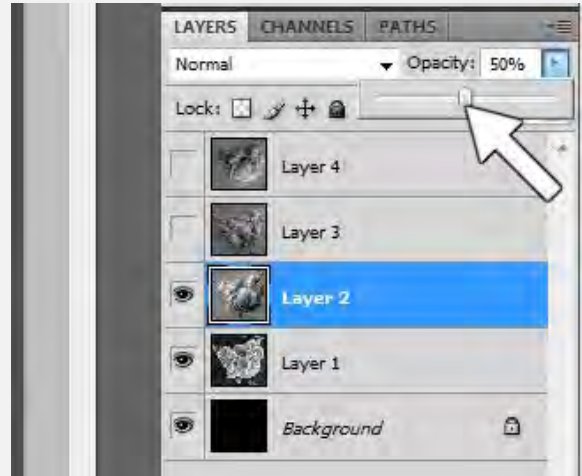 LAYERS CHANNELS PATHS
Normal Opacity: 50%
Lock:
Layer 4
Layer 3
Layer 2
Layer 1
Background